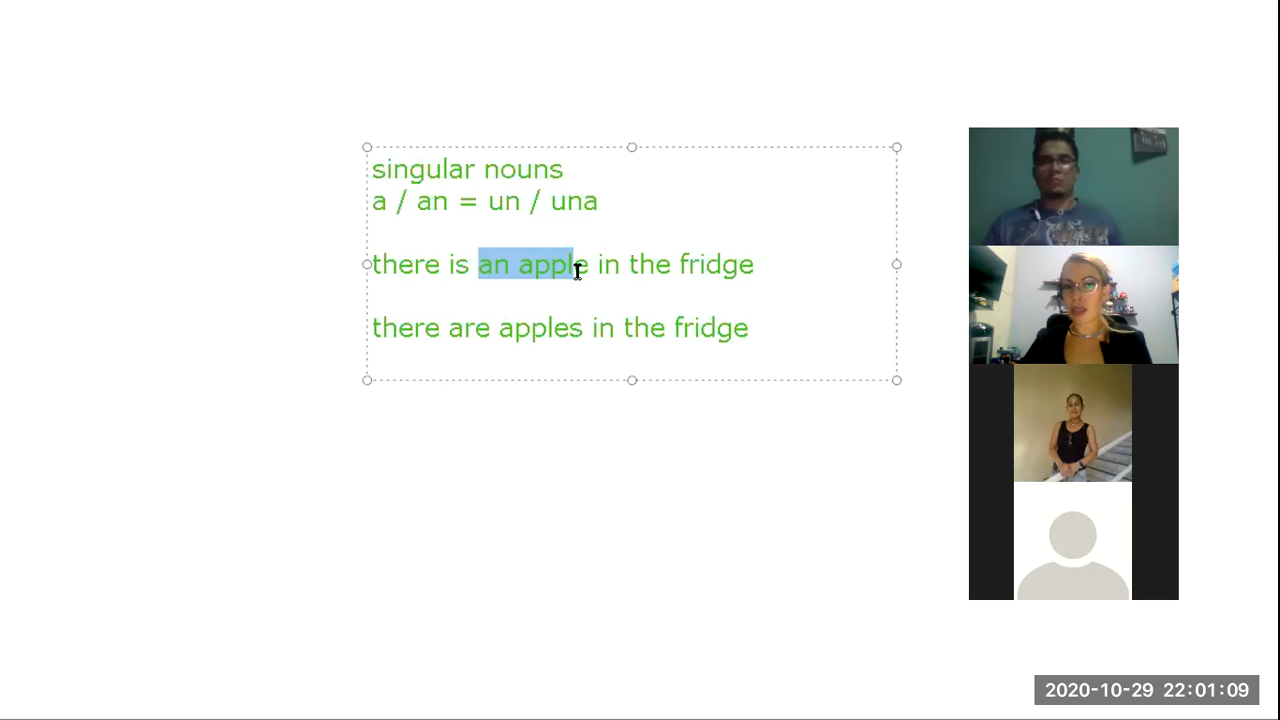 singular nouns
a / an = un / una
there is an apple in the fridge
there are apples in the fridge
2020-10-29 22:01:09